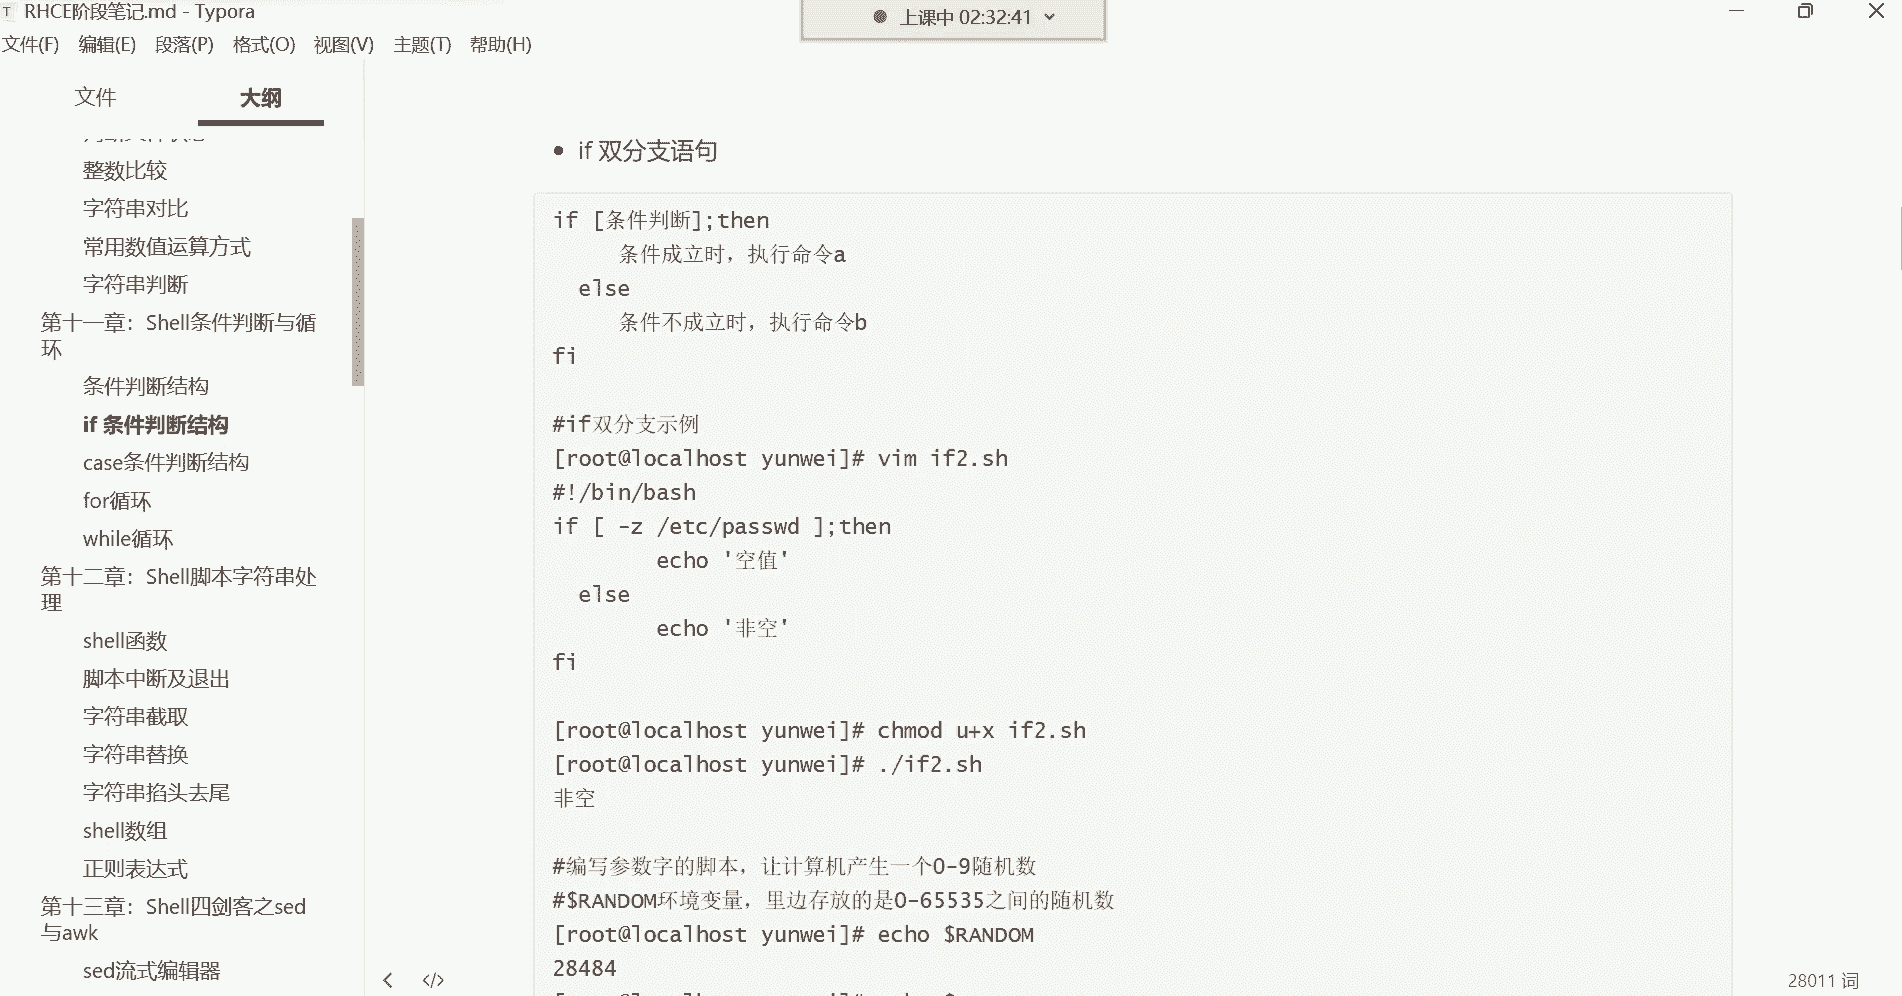 RHCE阶段笔记.md - Typora
上课中 02:32:41
文件(F) 编辑(E) 段落(P) 格式(O) 视图(V) 主题(T) 帮助(H)
文件 大纲
整数比较
字符串对比
常用数值运算方式
字符串判断
第十一章：Shell条件判断与循
环
条件判断结构
if 条件判断结构
case条件判断结构
for循环
while循环
第十二章：Shell脚本字符串处
理
shell函数
脚本中断及退出
字符串截取
字符串替换
字符串掐头去尾
shell数组
正则表达式
第十三章：Shell四剑客之sed
与awk
sed流式编辑器
if 双分支语句
if [条件判断];then
条件成立时，执行命令a
else
条件不成立时，执行命令b
fi
#if双分支示例
[root@localhost yunwei]# vim if2.sh
#!/bin/bash
if [ -z /etc/passwd ];then
echo '空值'
else
echo '非空'
fi
[root@localhost yunwei]# chmod u+x if2.sh
[root@localhost yunwei]# ./if2.sh
非空
#编写参数字的脚本，让计算机产生一个0-9随机数
#$RANDOM环境变量，里边存放的是0-65535之间的随机数
[root@localhost yunwei]# echo $RANDOM
28484
28011 词